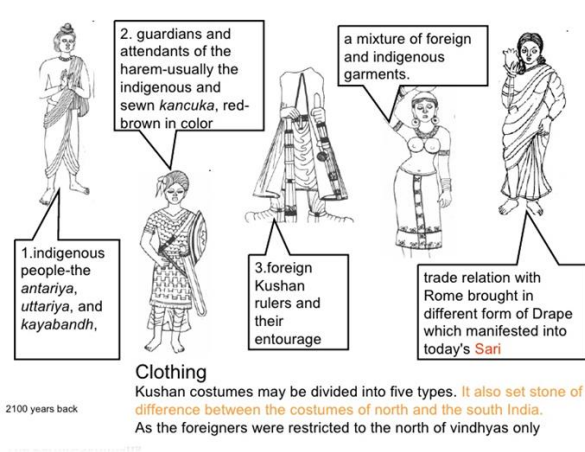 2. guardians and
attendants of the
harem-usually the
indigenous and
sewn kancuka, red-
brown in color
a mixture of foreign
and indigenous
garments.
1.indigenous
people-the
antariya,
uttariya, and
kayabandh,
3.foreign
Kushan
rulers and
their
entourage
trade relation with
Rome brought in
different form of Drape
which manifested into
today's Sari
Clothing
Kushan costumes may be divided into five types. It also set stone of
2100 years back
difference between the costumes of north and the south India.
As the foreigners were restricted to the north of vindhyas only